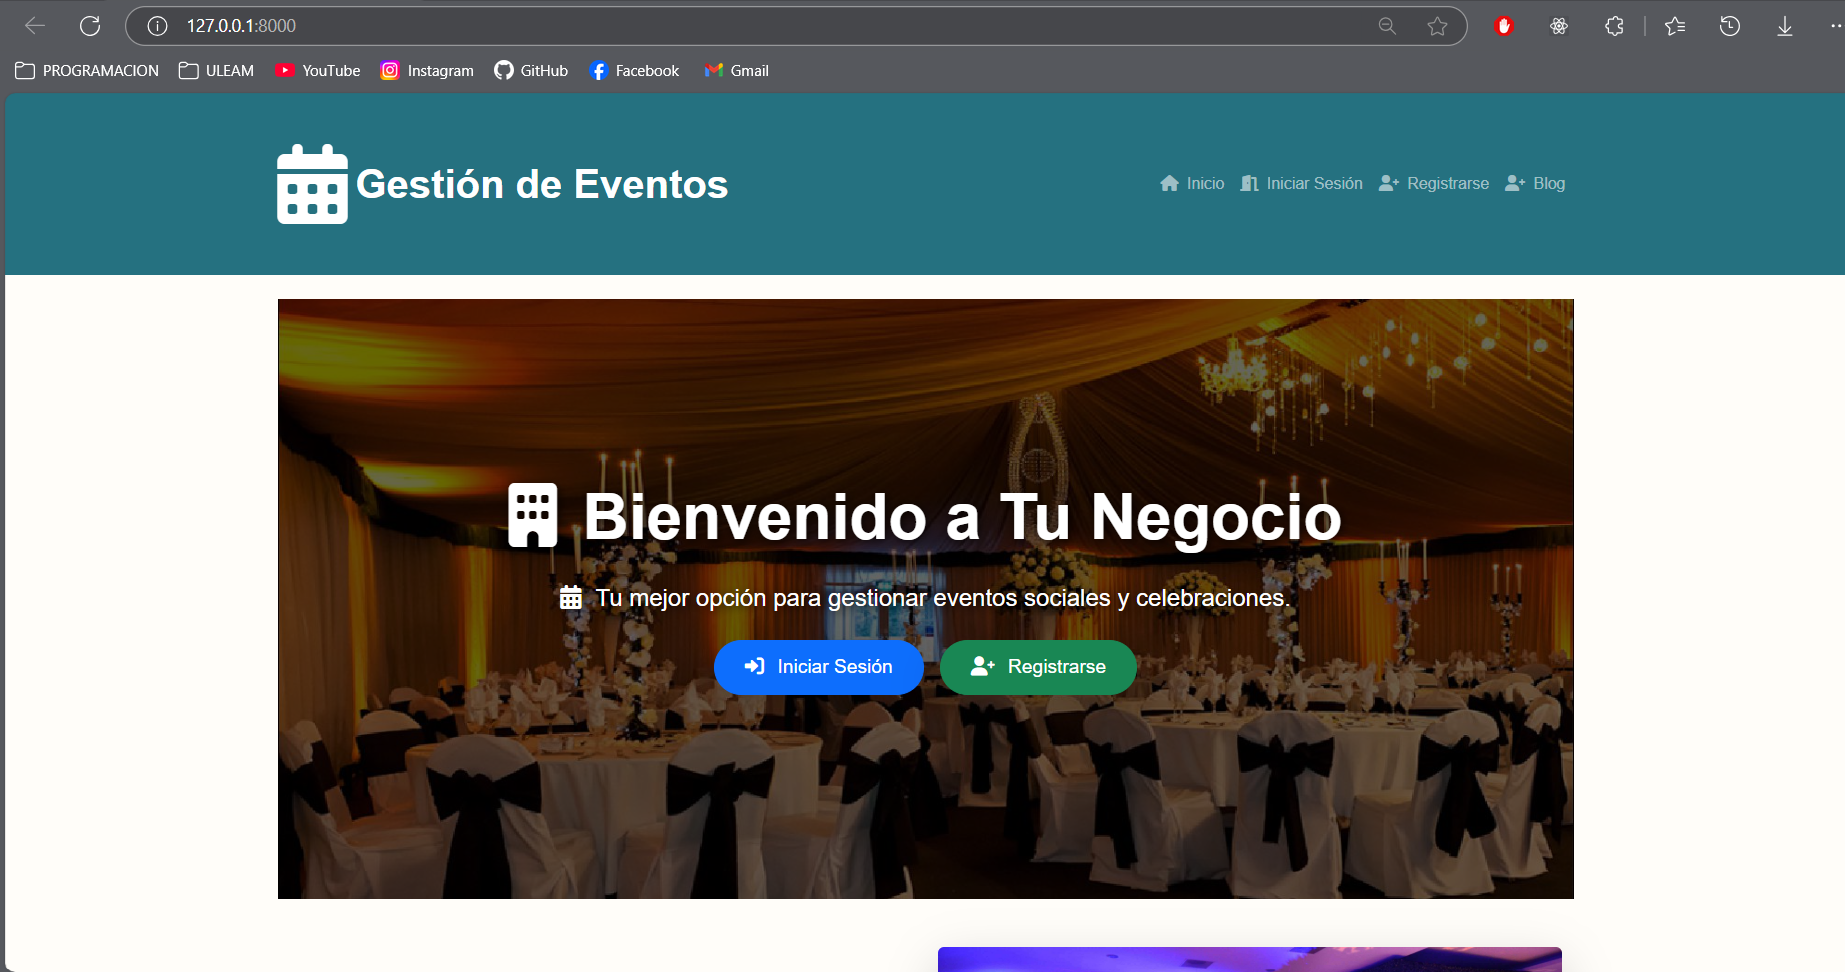 127.0.0.1:8000
PROGRAMACION ULEAM YouTube Instagram GitHub Facebook Gmail
Gestión de Eventos
Inicio Iniciar Sesión Registrarse Blog
Bienvenido a Tu Negocio
Tu mejor opción para gestionar eventos sociales y celebraciones.
Iniciar Sesión Registrarse